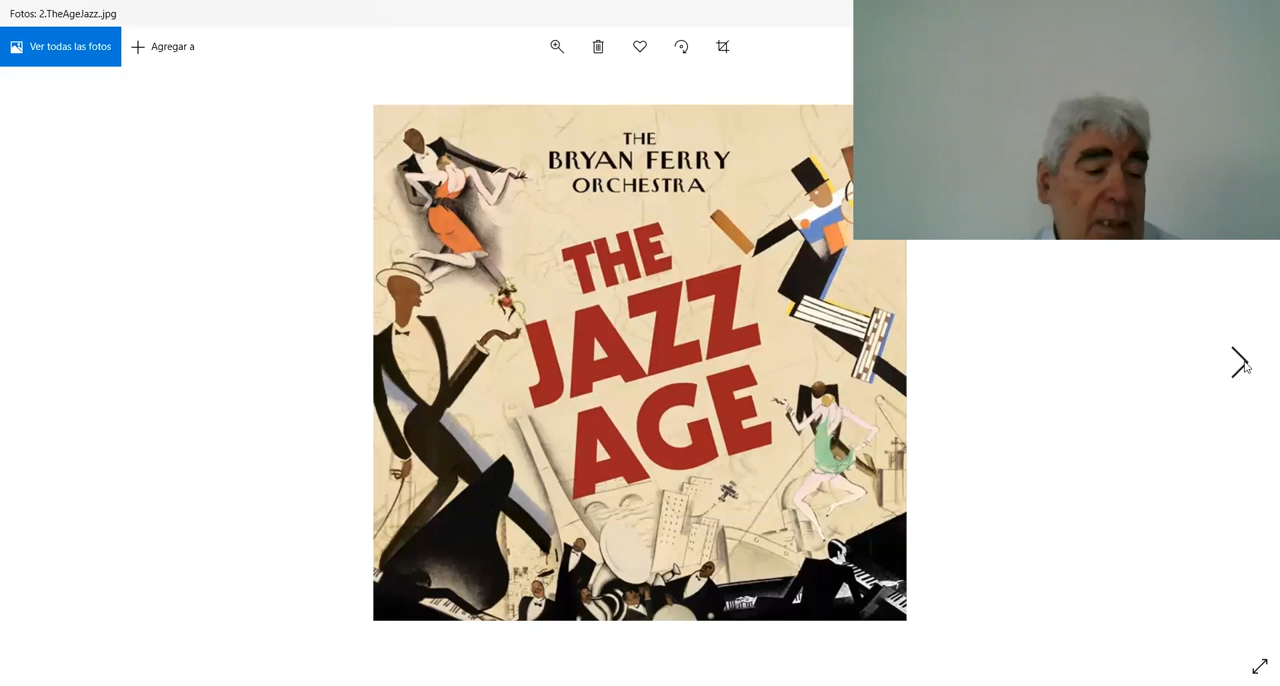 Fotos: 2.TheAgeJazz..jpg
Ver todas las fotos
Agregar a
THE
BRYAN FERRY
ORCHESTRA
THE
JAZZ
AGE